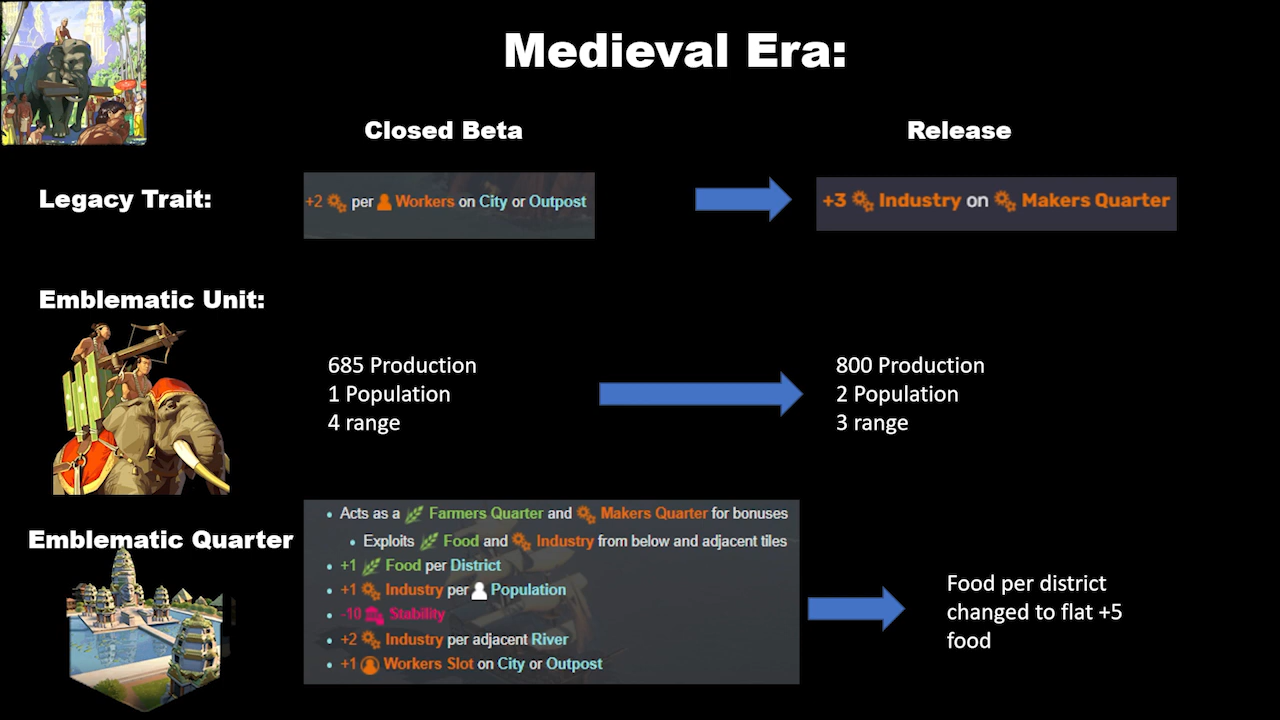 Medieval Era:
Closed Beta
Release
Legacy Trait:
+2 per Workers on City or Outpost
+3 Industry on Makers Quarter
Emblematic Unit:
685 Production
1 Population
4 range
800 Production
2 Population
3 range
Emblematic Quarter
Acts as a Farmers Quarter and Makers Quarter for bonuses
Exploits Food and Industry from below and adjacent tiles
+1 Food per District
+1 Industry per Population
-10 Stability
+2 Industry per adjacent River
+1 Workers Slot on City or Outpost
Food per district
changed to flat +5
food